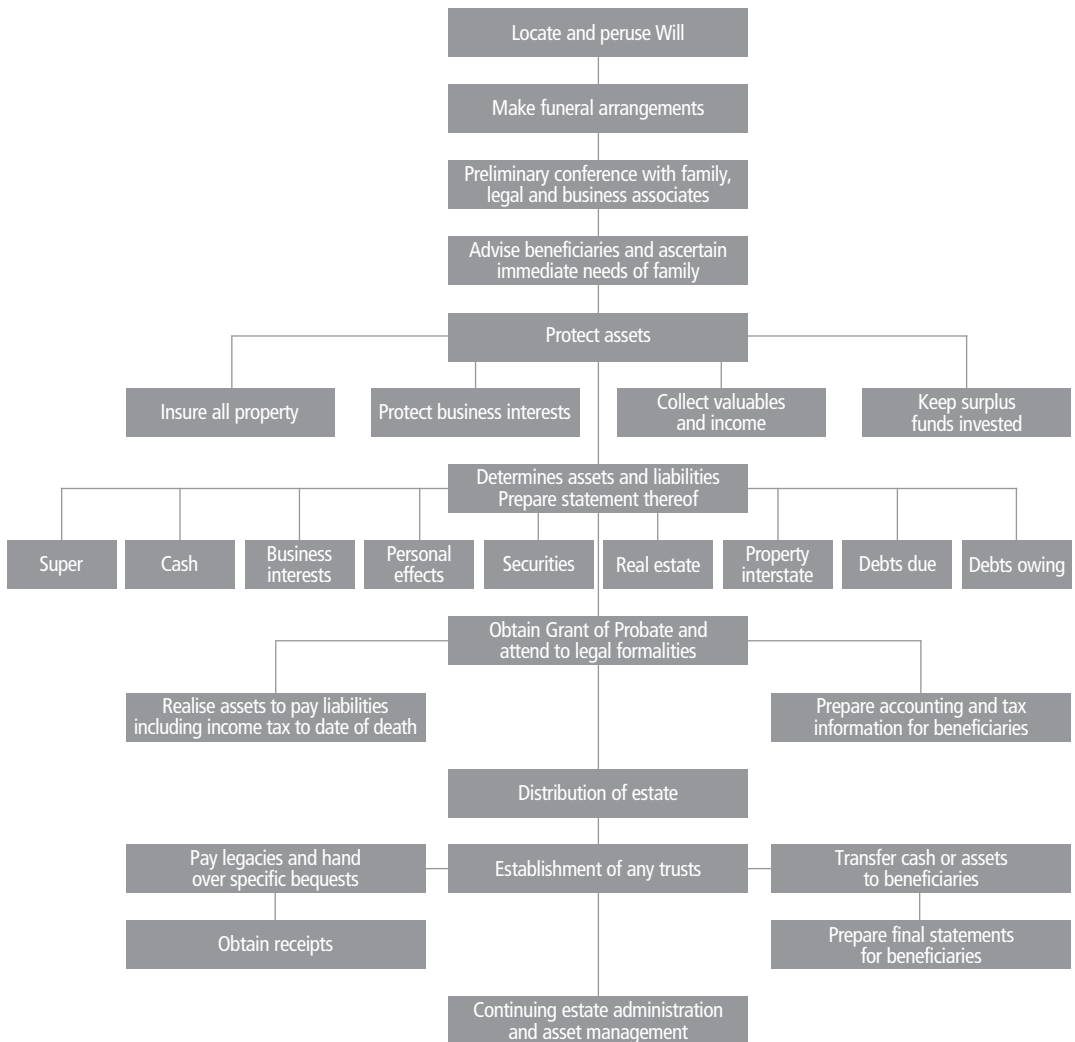 Locate and peruse Will
Make funeral arrangements
Preliminary conference with family,
legal and business associates
Advise beneficiaries and ascertain
immediate needs of family
Protect assets
Insure all property
Protect business interests
Collect valuables
and income
Keep surplus
funds invested
Determines assets and liabilities
Prepare statement thereof
Super
Cash
Business
interests
Personal
effects
Securities
Real estate
Property
interstate
Debts due
Debts owing
Obtain Grant of Probate and
attend to legal formalities
Realise assets to pay liabilities
including income tax to date of death
Prepare accounting and tax
information for beneficiaries
Distribution of estate
Pay legacies and hand
over specific bequests
Establishment of any trusts
Transfer cash or assets
to beneficiaries
Obtain receipts
Prepare final statements
for beneficiaries
Continuing estate administration
and asset management